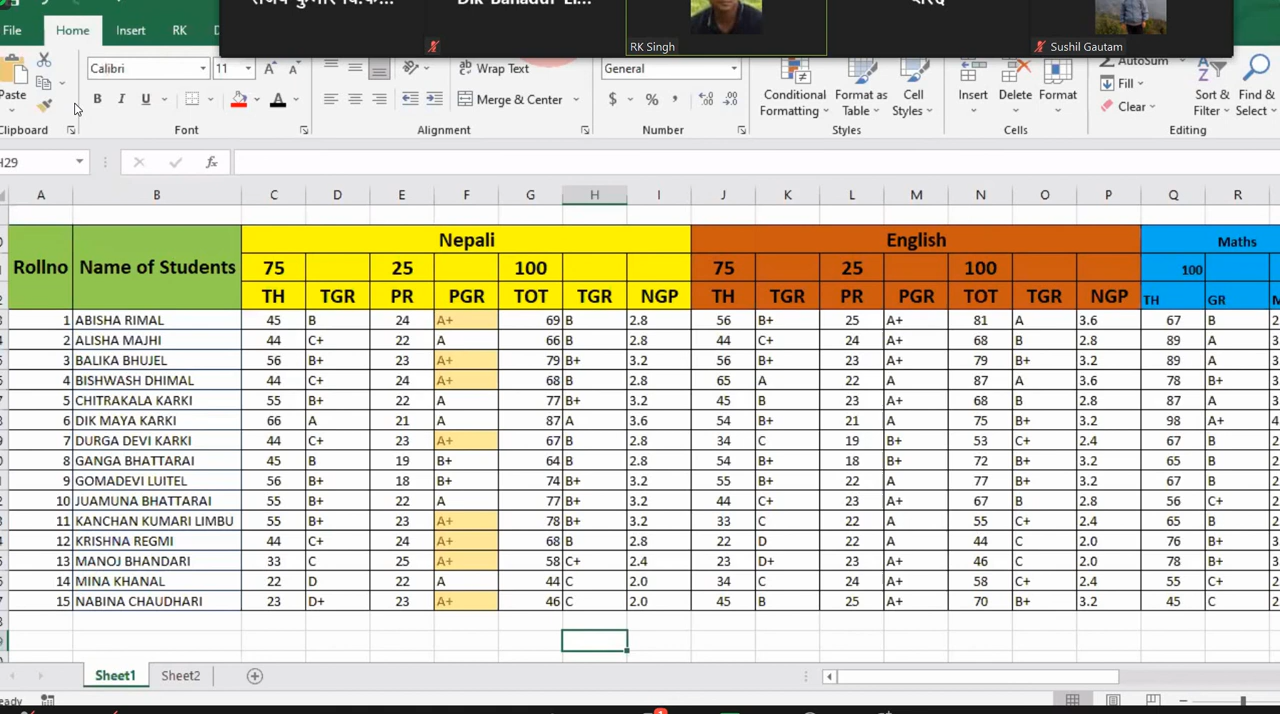 राजय कुमार वि.क... Dik Bahadur Li...
RK Singh Sushil Gautam
File Home Insert RK
Paste Calibri 11 Wrap Text General Conditional Formatting Format as Table Cell Styles Insert Delete Format AutoSum Fill Clear Sort & Filter Find & Select
B I U Merge & Center $ % ,
Clipboard Font Alignment Number Styles Cells Editing
H29 fx
A B C D E F G H I J K L M N O P Q R
Nepali English Maths
Rollno Name of Students 75 25 100 75 25 100 100
TH TGR PR PGR TOT TGR NGP TH TGR PR PGR TOT TGR NGP TH GR
1 ABISHA RIMAL 45 B 24 A+ 69 B 2.8 56 B+ 25 A+ 81 A 3.6 67 B
2 ALISHA MAJHI 44 C+ 22 A 66 B 2.8 44 C+ 24 A+ 68 B 2.8 89 A
3 BALIKA BHUJEL 56 B+ 23 A+ 79 B+ 3.2 56 B+ 23 A+ 79 B+ 3.2 89 A
4 BISHWASH DHIMAL 44 C+ 24 A+ 68 B 2.8 65 A 22 A 87 A 3.6 78 B+
5 CHITRAKALA KARKI 55 B+ 22 A 77 B+ 3.2 45 B 23 A+ 68 B 2.8 87 A
6 DIK MAYA KARKI 66 A 21 A 87 A 3.6 54 B+ 21 A 75 B+ 3.2 98 A+
7 DURGA DEVI KARKI 44 C+ 23 A+ 67 B 2.8 34 C 19 B+ 53 C+ 2.4 67 B
8 GANGA BHATTARAI 45 B 19 B+ 64 B 2.8 54 B+ 18 B+ 72 B+ 3.2 65 B
9 GOMADEVI LUITEL 56 B+ 18 B+ 74 B+ 3.2 55 B+ 22 A 77 B+ 3.2 67 B
10 JUAMUNA BHATTARAI 55 B+ 22 A 77 B+ 3.2 44 C+ 23 A+ 67 B 2.8 56 C+
11 KANCHAN KUMARI LIMBU 55 B+ 23 A+ 78 B+ 3.2 33 C 22 A 55 C+ 2.4 65 B
12 KRISHNA REGMI 44 C+ 24 A+ 68 B 2.8 22 D 22 A 44 C 2.0 76 B+
13 MANOJ BHANDARI 33 C 25 A+ 58 C+ 2.4 23 D+ 23 A+ 46 C 2.0 78 B+
14 MINA KHANAL 22 D 22 A 44 C 2.0 34 C 24 A+ 58 C+ 2.4 55 C+
15 NABINA CHAUDHARI 23 D+ 23 A+ 46 C 2.0 45 B 25 A+ 70 B+ 3.2 45 C
Sheet1 Sheet2